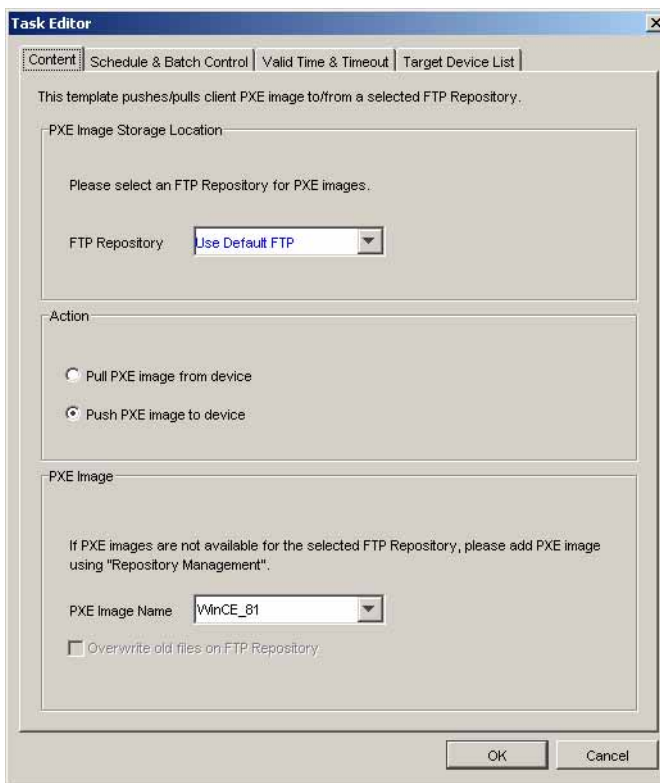 Task Editor
Content
Schedule & Batch Control
Valid Time & Timeout
Target Device List
This template pushes/pulls client PXE image to/from a selected FTP Repository.
PXE Image Storage Location
Please select an FTP Repository for PXE images.
FTP Repository
Use Default FTP
Action
Pull PXE image from device
Push PXE image to device
PXE Image
If PXE images are not available for the selected FTP Repository, please add PXE image
using "Repository Management".
PXE Image Name
WinCE_81
Overwrite old files on FTP Repository
OK
Cancel